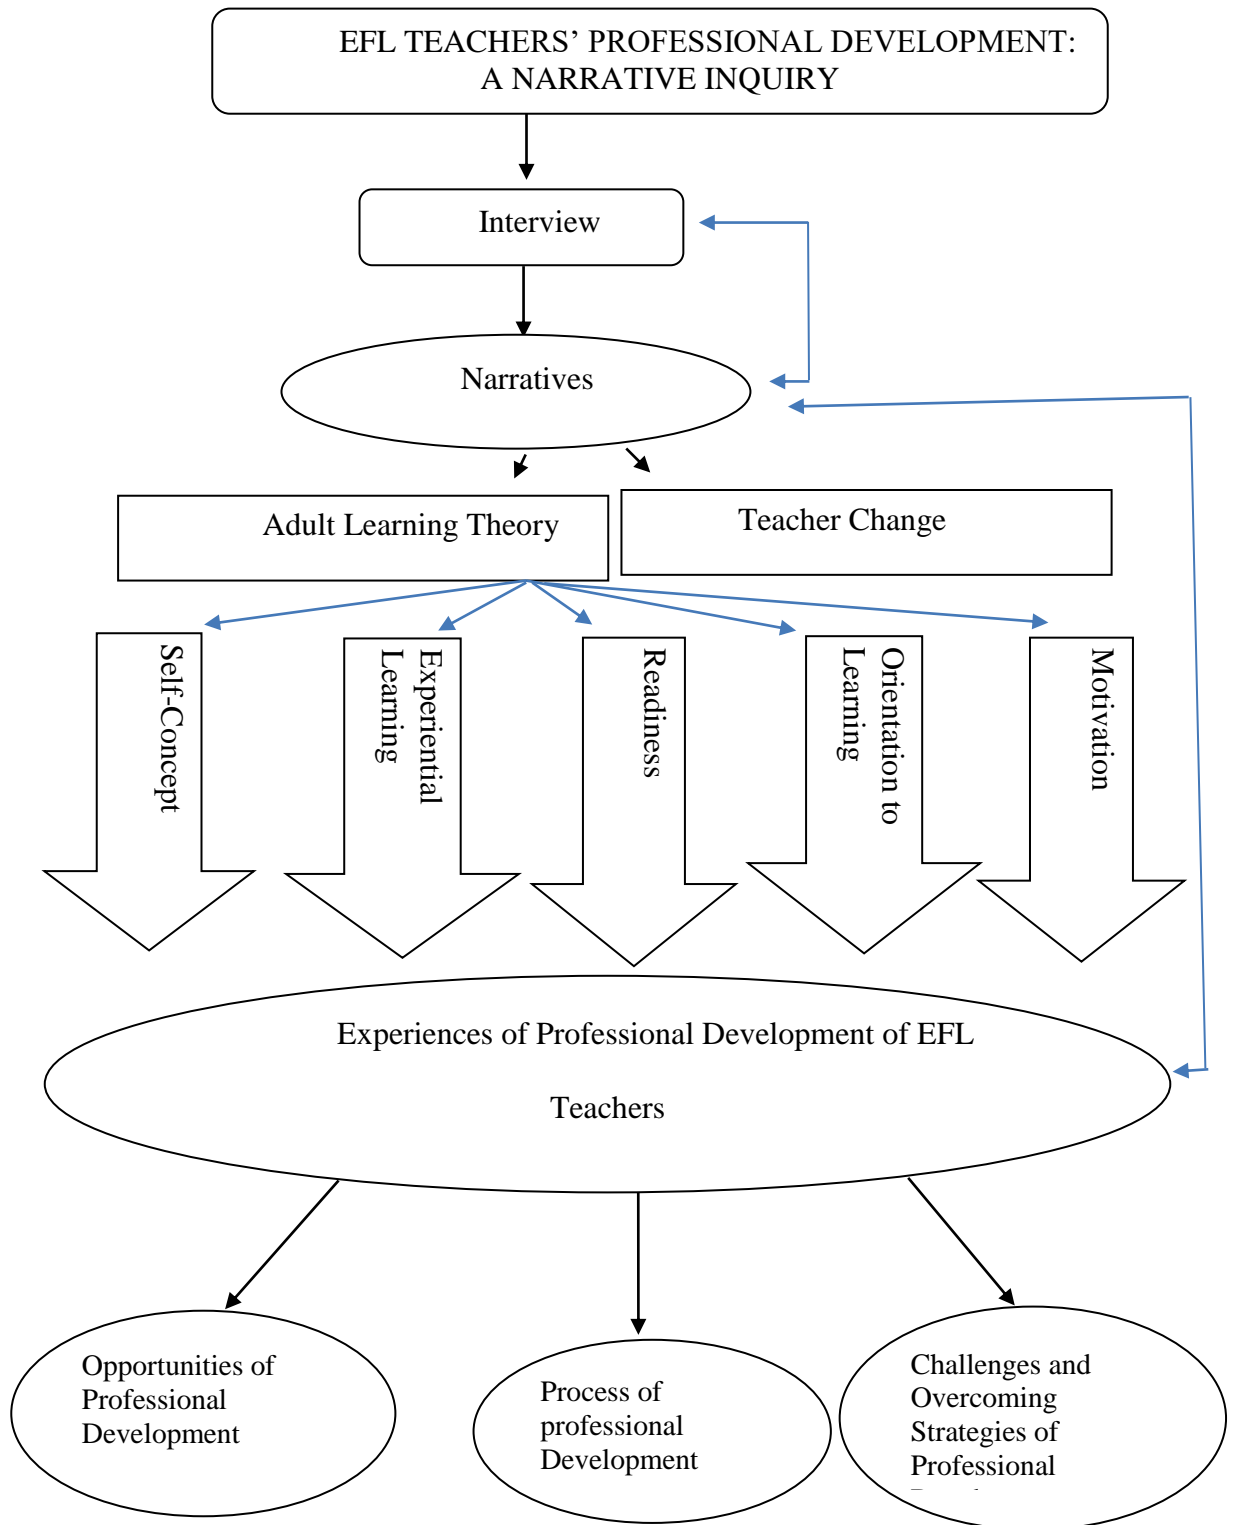 EFL TEACHERS’ PROFESSIONAL DEVELOPMENT:
A NARRATIVE INQUIRY
Interview
Narratives
Adult Learning Theory
Teacher Change
Self-Concept
Experiential
Learning
Readiness
Orientation to
Learning
Motivation
Experiences of Professional Development of EFL
Teachers
Opportunities of
Professional
Development
Process of
professional
Development
Challenges and
Overcoming
Strategies of
Professional